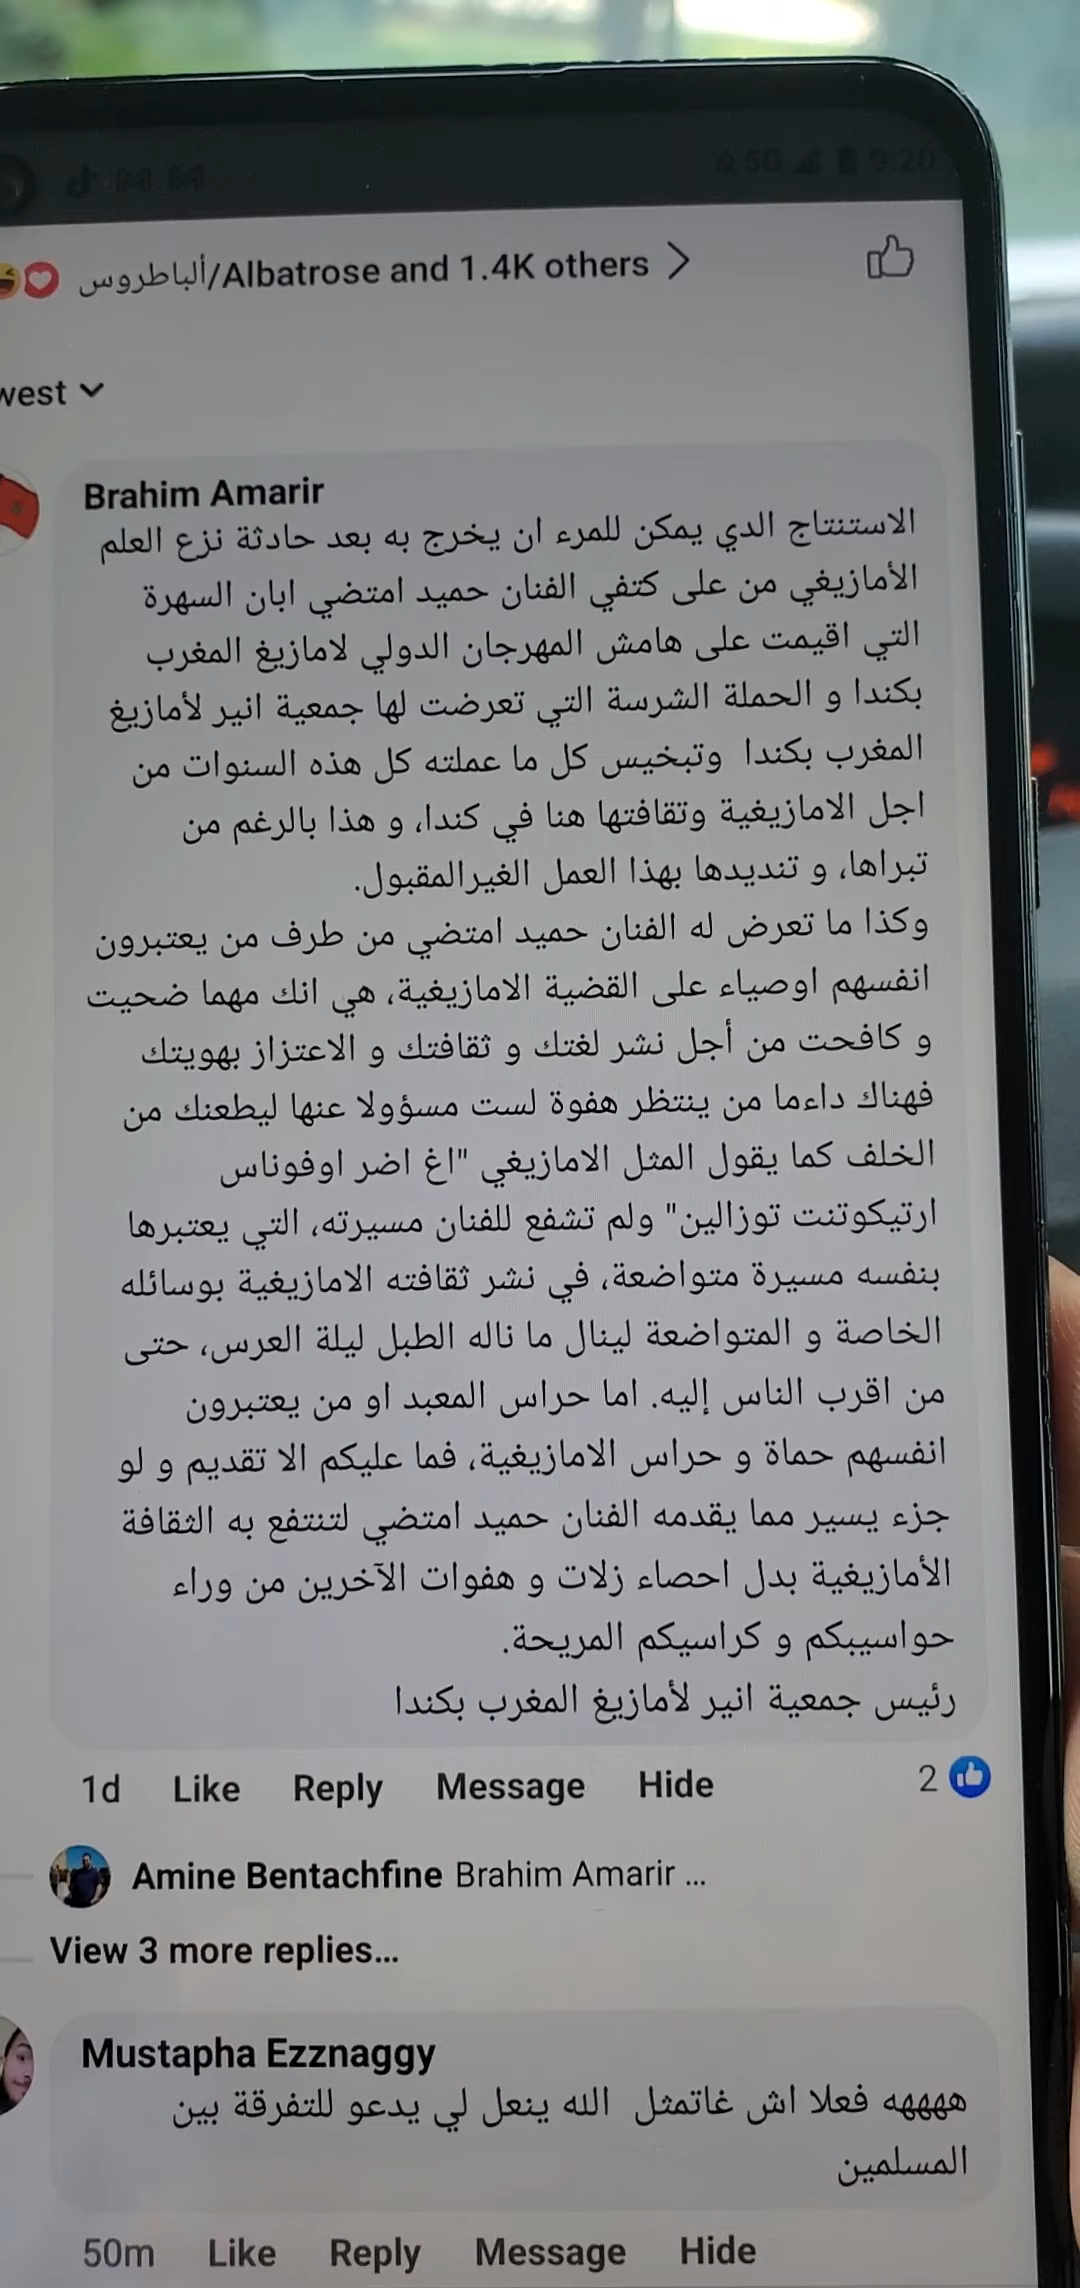 5G 9:20
ألباطروس/Albatrose and 1.4K others
west
Brahim Amarir
الاستنتاج الدي يمكن للمرء ان يخرج به بعد حادثة نزع العلم
الأمازيغي من على كتفي الفنان حميد امتضي ابان السهرة
التي اقيمت على هامش المهرجان الدولي لامازيغ المغرب
بكندا و الحملة الشرسة التي تعرضت لها جمعية انير لأمازيغ
المغرب بكندا وتبخيس كل ما عملته كل هذه السنوات من
اجل الامازيغية وتقافتها هنا في كندا، و هذا بالرغم من
تبراها، و تنديدها بهذا العمل الغيرالمقبول.
وكذا ما تعرض له الفنان حميد امتضي من طرف من يعتبرون
انفسهم اوصياء على القضية الامازيغية، هي انك مهما ضحيت
و كافحت من أجل نشر لغتك و ثقافتك و الاعتزاز بهويتك
فهناك داءما من ينتظر هفوة لست مسؤولا عنها ليطعنك من
الخلف كما يقول المثل الامازيغي "اغ اضر اوفوناس
ارتيكوتنت توزالين" ولم تشفع للفنان مسيرته، التي يعتبرها
بنفسه مسيرة متواضعة، في نشر ثقافته الامازيغية بوسائله
الخاصة و المتواضعة لينال ما ناله الطبل ليلة العرس، حتى
من اقرب الناس إليه. اما حراس المعبد او من يعتبرون
انفسهم حماة و حراس الامازيغية، فما عليكم الا تقديم و لو
جزء يسير مما يقدمه الفنان حميد امتضي لتنتفع به الثقافة
الأمازيغية بدل احصاء زلات و هفوات الآخرين من وراء
حواسيبكم و كراسيكم المريحة.
رئيس جمعية انير لأمازيغ المغرب بكندا
1d Like Reply Message Hide 2
Amine Bentachfine Brahim Amarir ...
View 3 more replies...
Mustapha Ezznaggy
ههههه فعلا اش غاتمثل الله ينعل لي يدعو للتفرقة بين
المسلمين
50m Like Reply Message Hide